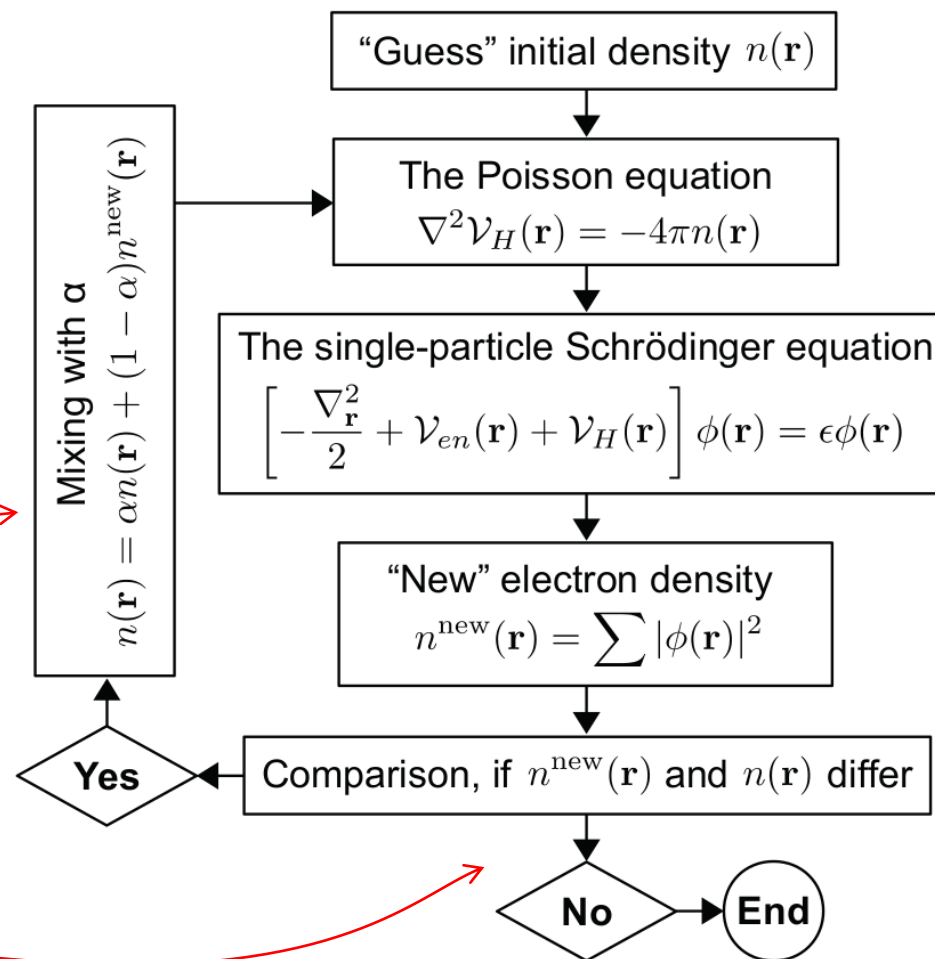 “Guess” initial density n(𝐫)
The Poisson equation
∇²𝒱_H(𝐫) = −4πn(𝐫)
The single-particle Schrödinger equation
[−∇²_𝐫/2 + 𝒱_en(𝐫) + 𝒱_H(𝐫)] ϕ(𝐫) = ϵϕ(𝐫)
“New” electron density
n^new(𝐫) = ∑ |ϕ(𝐫)|²
Comparison, if n^new(𝐫) and n(𝐫) differ
Yes
Mixing with α
n(𝐫) = αn(𝐫) + (1 − α)n^new(𝐫)
No
End